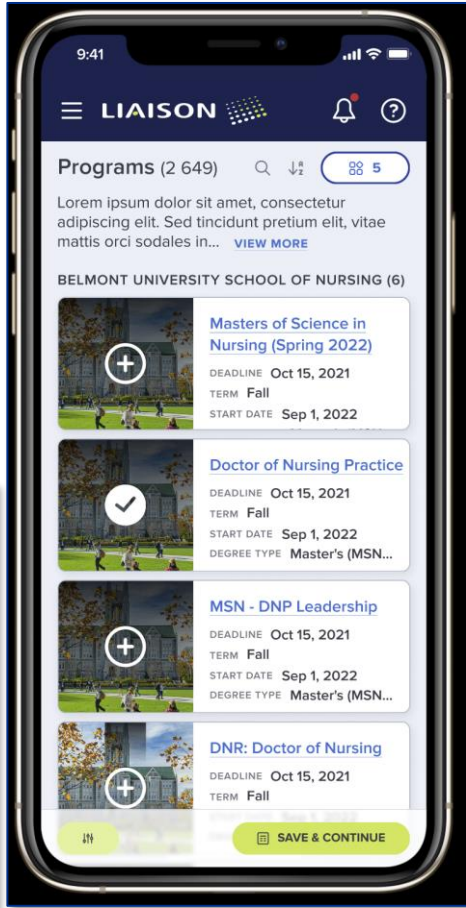 9:41
LIAISON
Programs (2 649)
A
Z
5
Lorem ipsum dolor sit amet, consectetur
adipiscing elit. Sed tincidunt pretium elit, vitae
mattis orci sodales in... VIEW MORE
BELMONT UNIVERSITY SCHOOL OF NURSING (6)
Masters of Science in
Nursing (Spring 2022)
DEADLINE Oct 15, 2021
TERM Fall
START DATE Sep 1, 2022
Doctor of Nursing Practice
DEADLINE Oct 15, 2021
TERM Fall
START DATE Sep 1, 2022
DEGREE TYPE Master's (MSN...
MSN - DNP Leadership
DEADLINE Oct 15, 2021
TERM Fall
START DATE Sep 1, 2022
DEGREE TYPE Master's (MSN...
DNR: Doctor of Nursing
DEADLINE Oct 15, 2021
TERM Fall
SAVE & CONTINUE